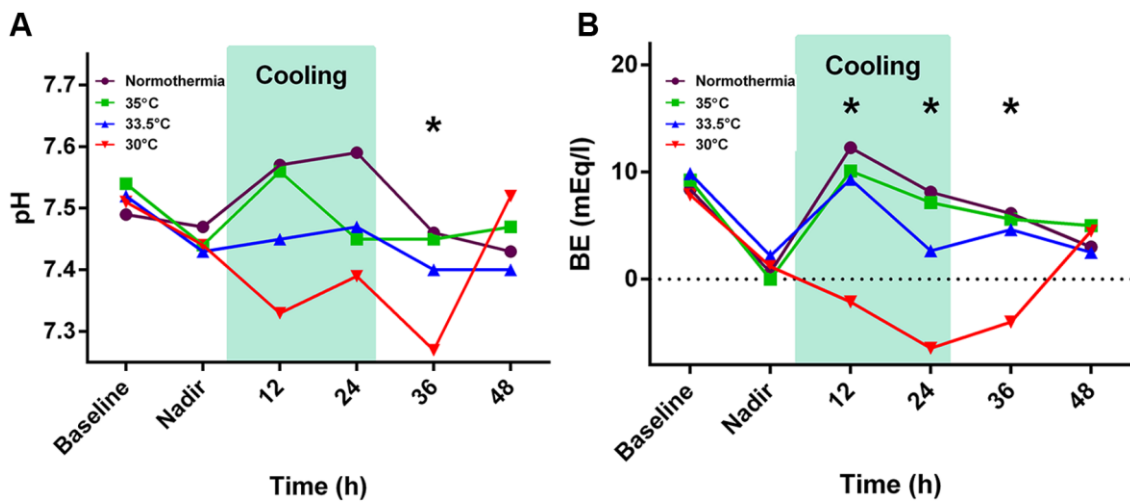 A
pH
7.7
7.6
7.5
7.4
7.3
Normothermia
35°C
33.5°C
30°C
Cooling
*
Baseline
Nadir
12
24
36
48
Time (h)
B
BE (mEq/l)
20
10
0
Normothermia
35°C
33.5°C
30°C
Cooling
* * *
Baseline
Nadir
12
24
36
48
Time (h)